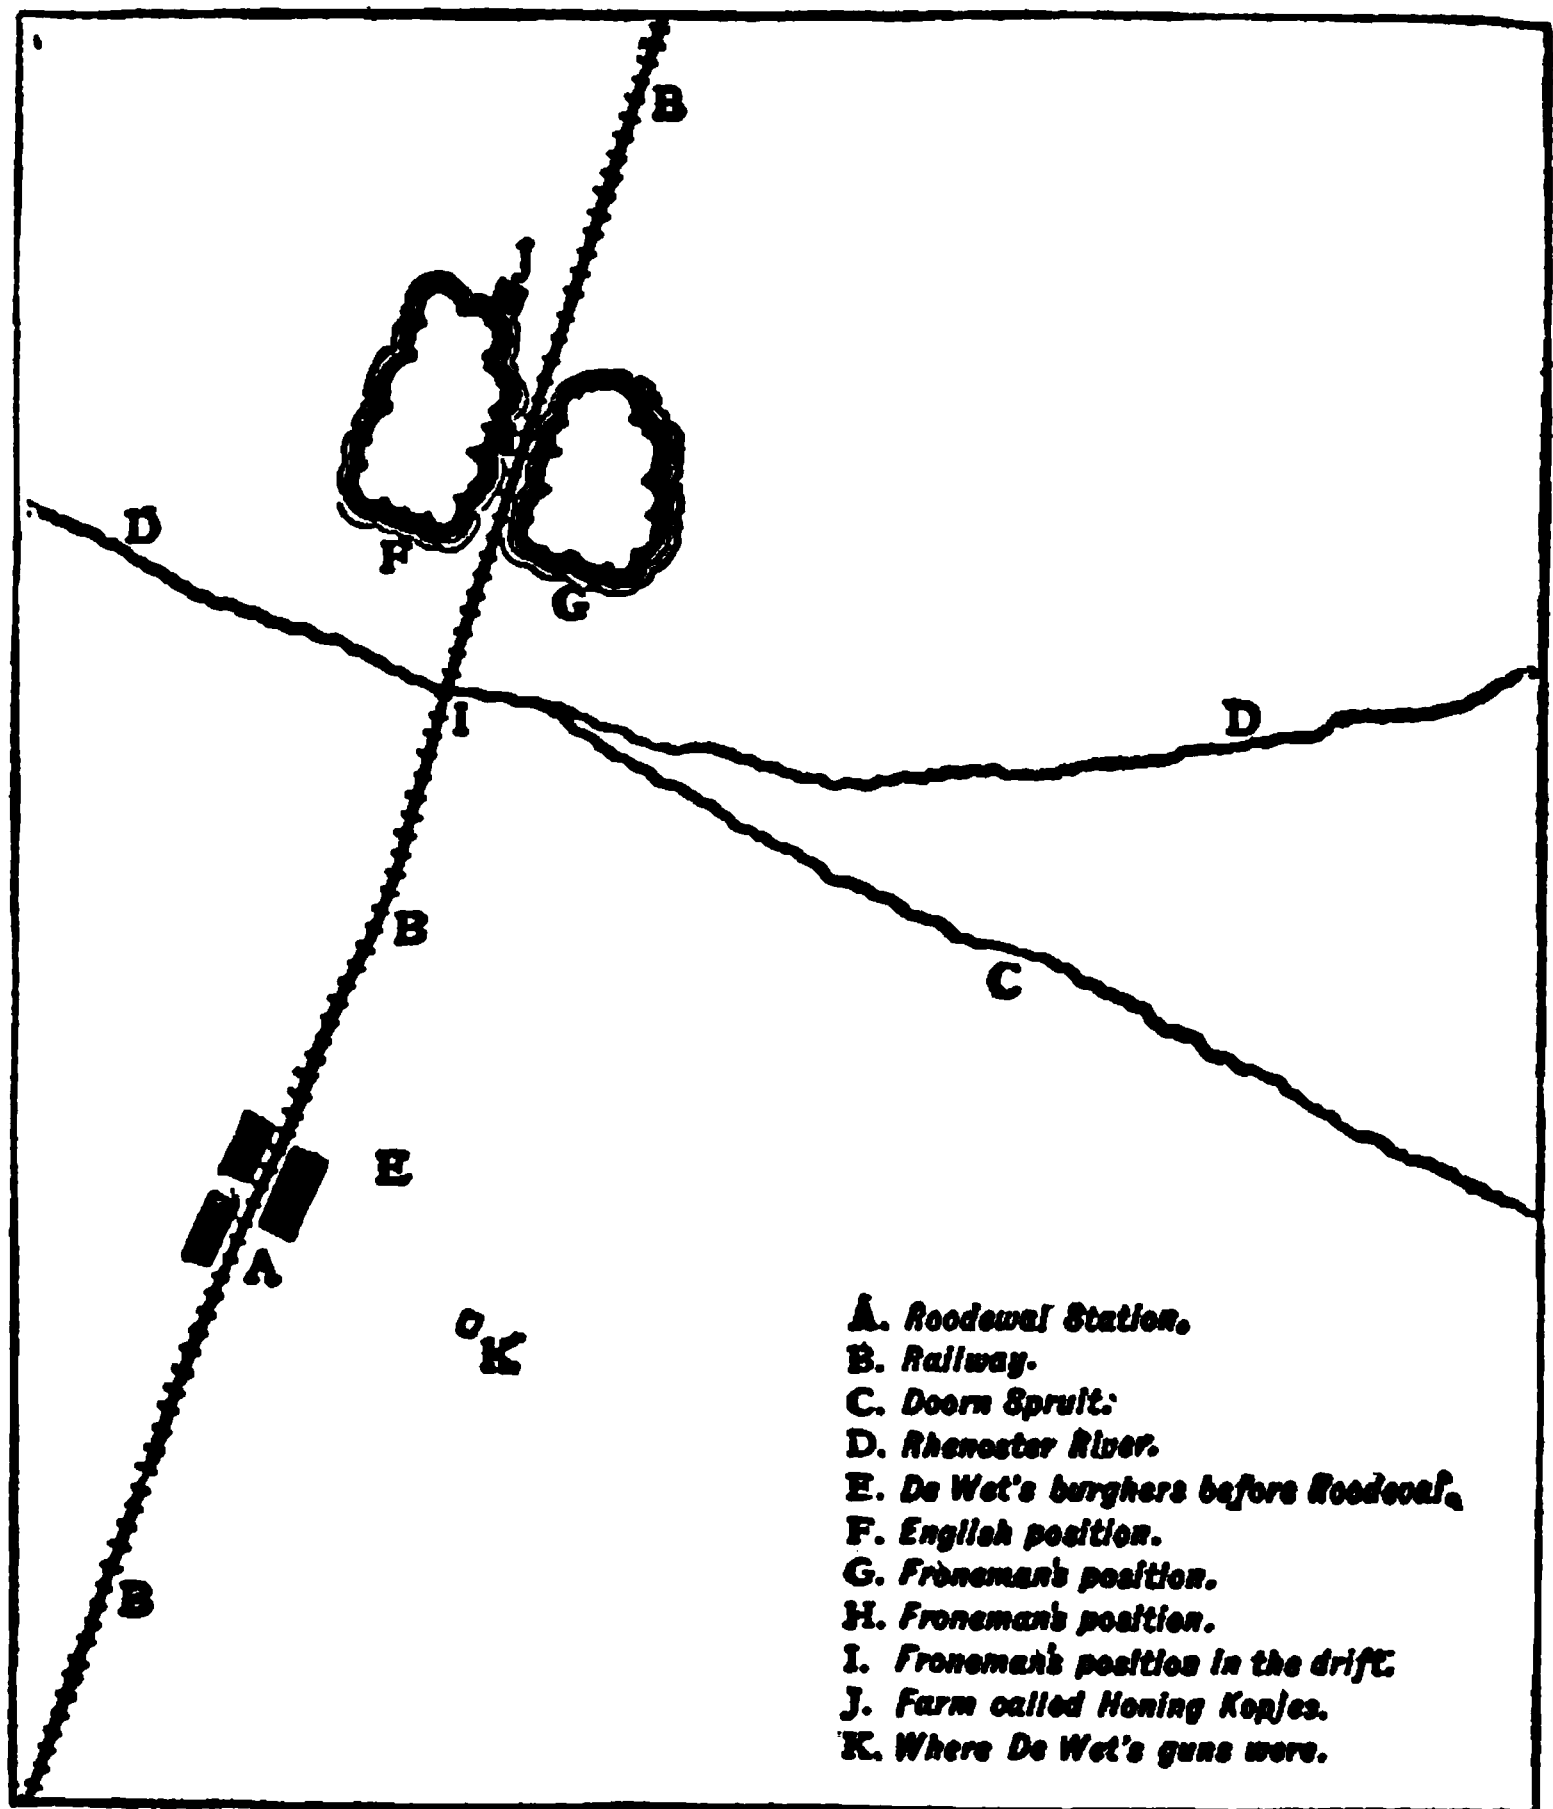 B
J
D
F
G
I
D
B
C
E
A
K
B
A. Roodewal Station.
B. Railway.
C. Doorn Spruit.
D. Rhenoster River.
E. De Wet's burghers before Roodeval.
F. English position.
G. Froneman's position.
H. Froneman's position.
I. Froneman's position in the drift.
J. Farm called Honing Kopjes.
K. Where De Wet's guns were.